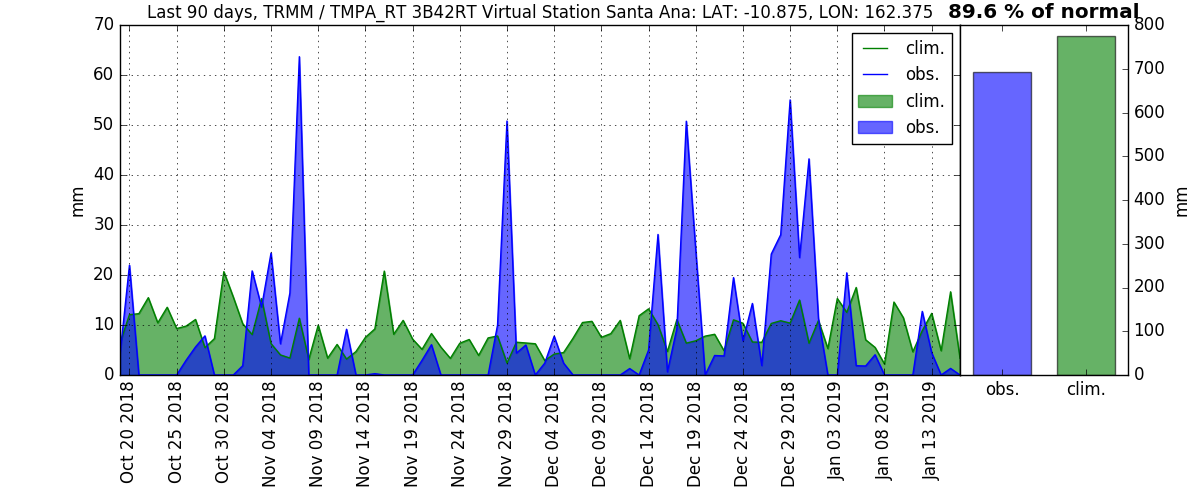 Last 90 days, TRMM / TMPA_RT 3B42RT Virtual Station Santa Ana: LAT: -10.875, LON: 162.375 89.6 % of normal
70
60
50
40
30
20
10
0
mm
clim.
obs.
clim.
obs.
800
700
600
500
400
300
200
100
0
mm
Oct 20 2018
Oct 25 2018
Oct 30 2018
Nov 04 2018
Nov 09 2018
Nov 14 2018
Nov 19 2018
Nov 24 2018
Nov 29 2018
Dec 04 2018
Dec 09 2018
Dec 14 2018
Dec 19 2018
Dec 24 2018
Dec 29 2018
Jan 03 2019
Jan 08 2019
Jan 13 2019
obs. clim.